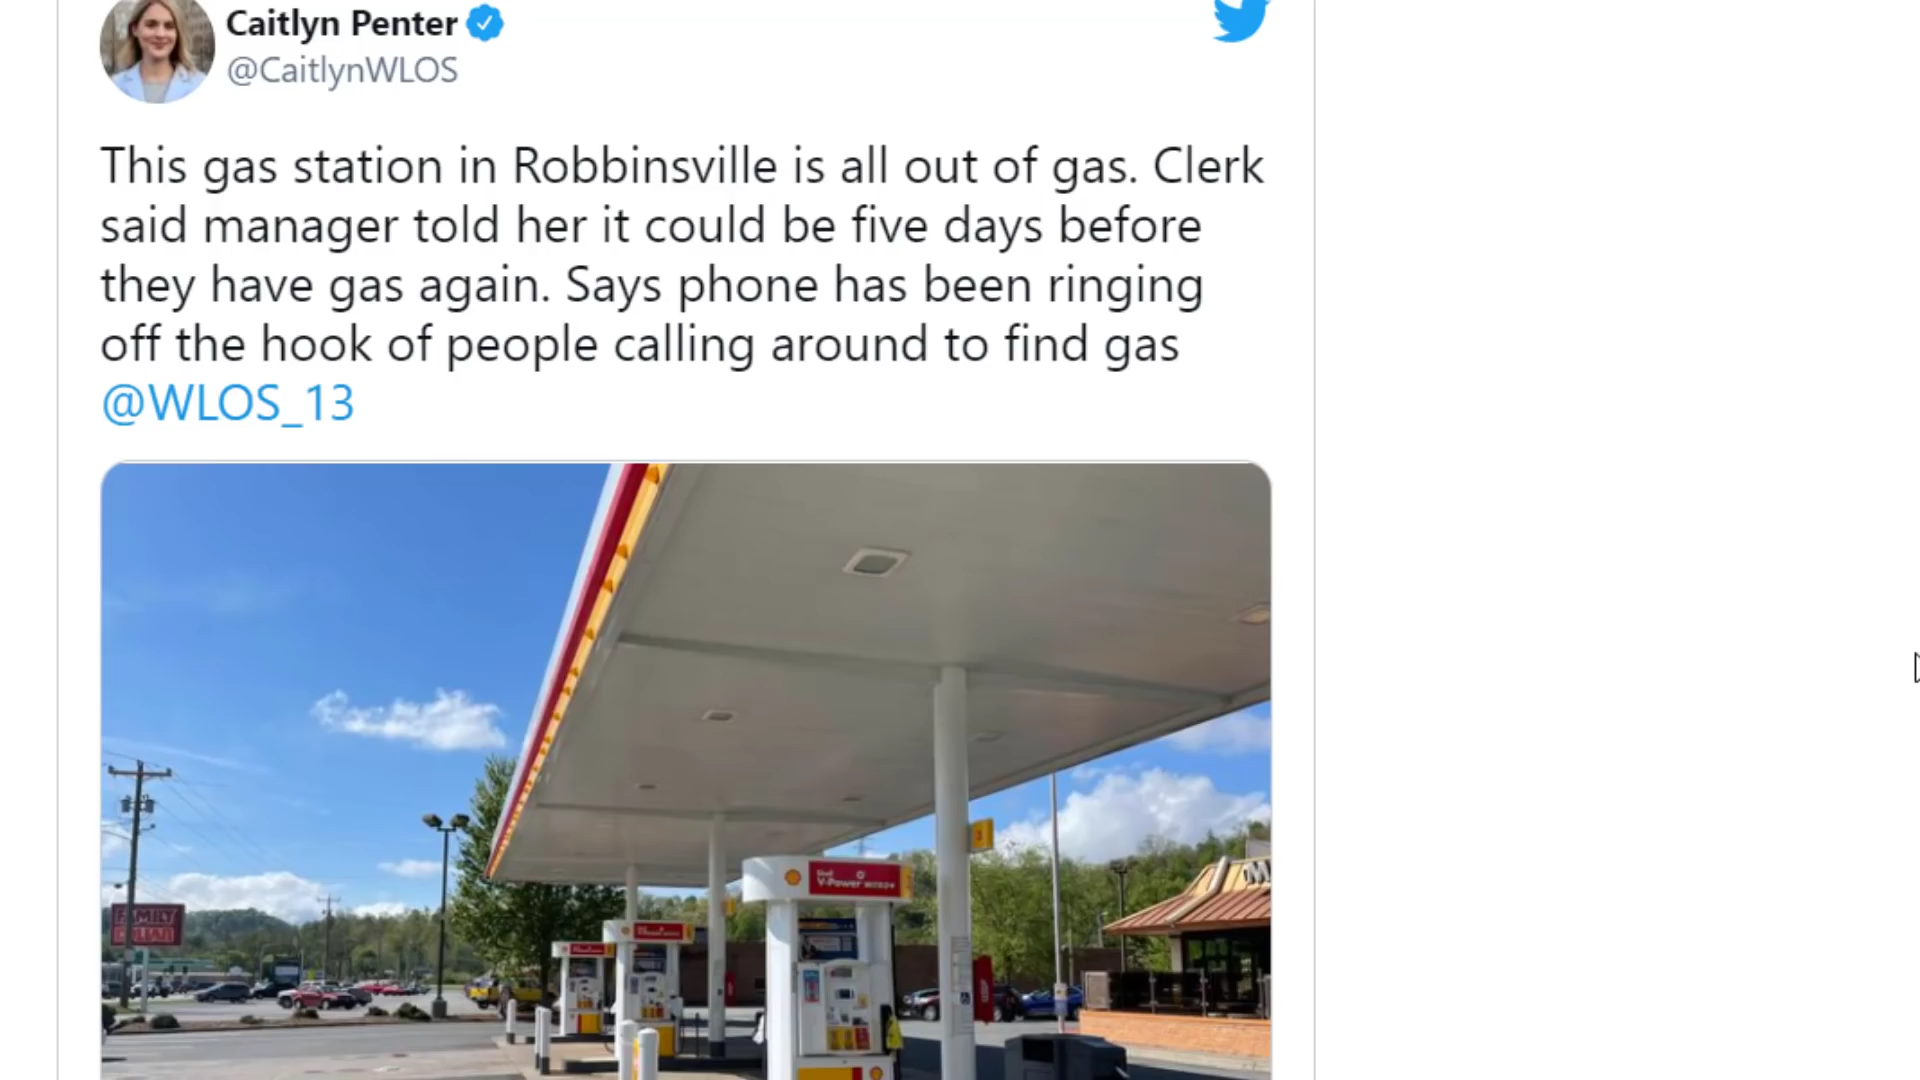 Caitlyn Penter
@CaitlynWLOS
This gas station in Robbinsville is all out of gas. Clerk
said manager told her it could be five days before
they have gas again. Says phone has been ringing
off the hook of people calling around to find gas
@WLOS_13
V-Power
FAMILY
DOLLAR